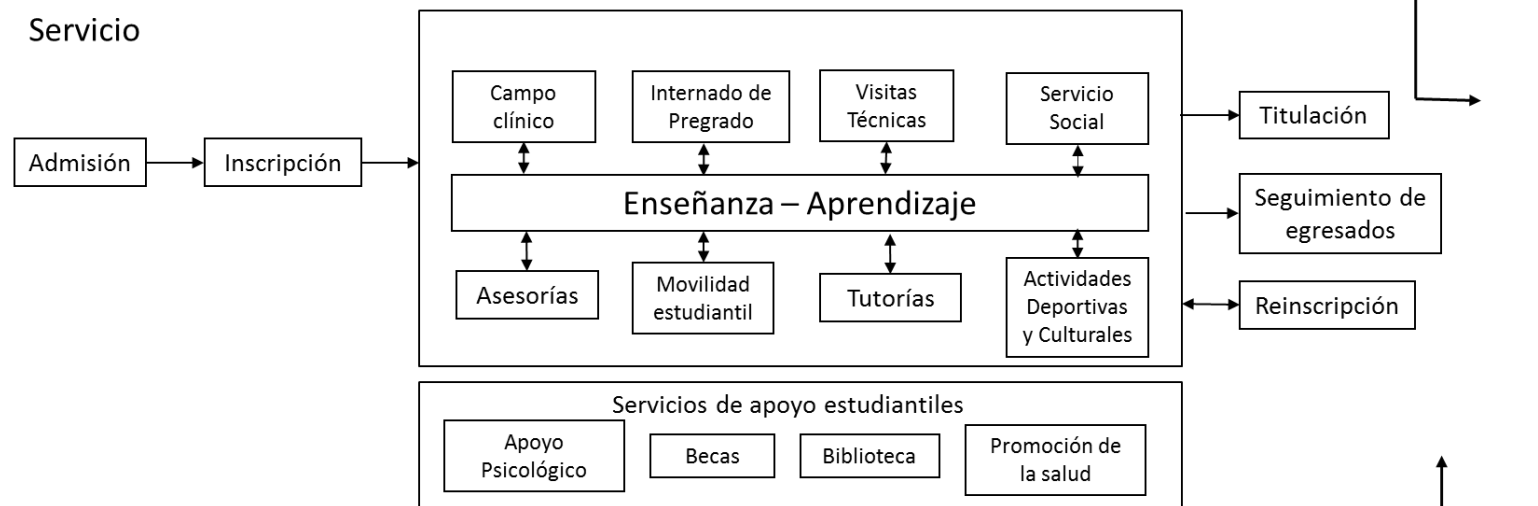 Servicio
Admisión
Inscripción
Campo
clínico
Internado de
Pregrado
Visitas
Técnicas
Servicio
Social
Enseñanza – Aprendizaje
Asesorías
Movilidad
estudiantil
Tutorías
Actividades
Deportivas
y Culturales
Titulación
Seguimiento de
egresados
Reinscripción
Servicios de apoyo estudiantiles
Apoyo
Psicológico
Becas
Biblioteca
Promoción de
la salud